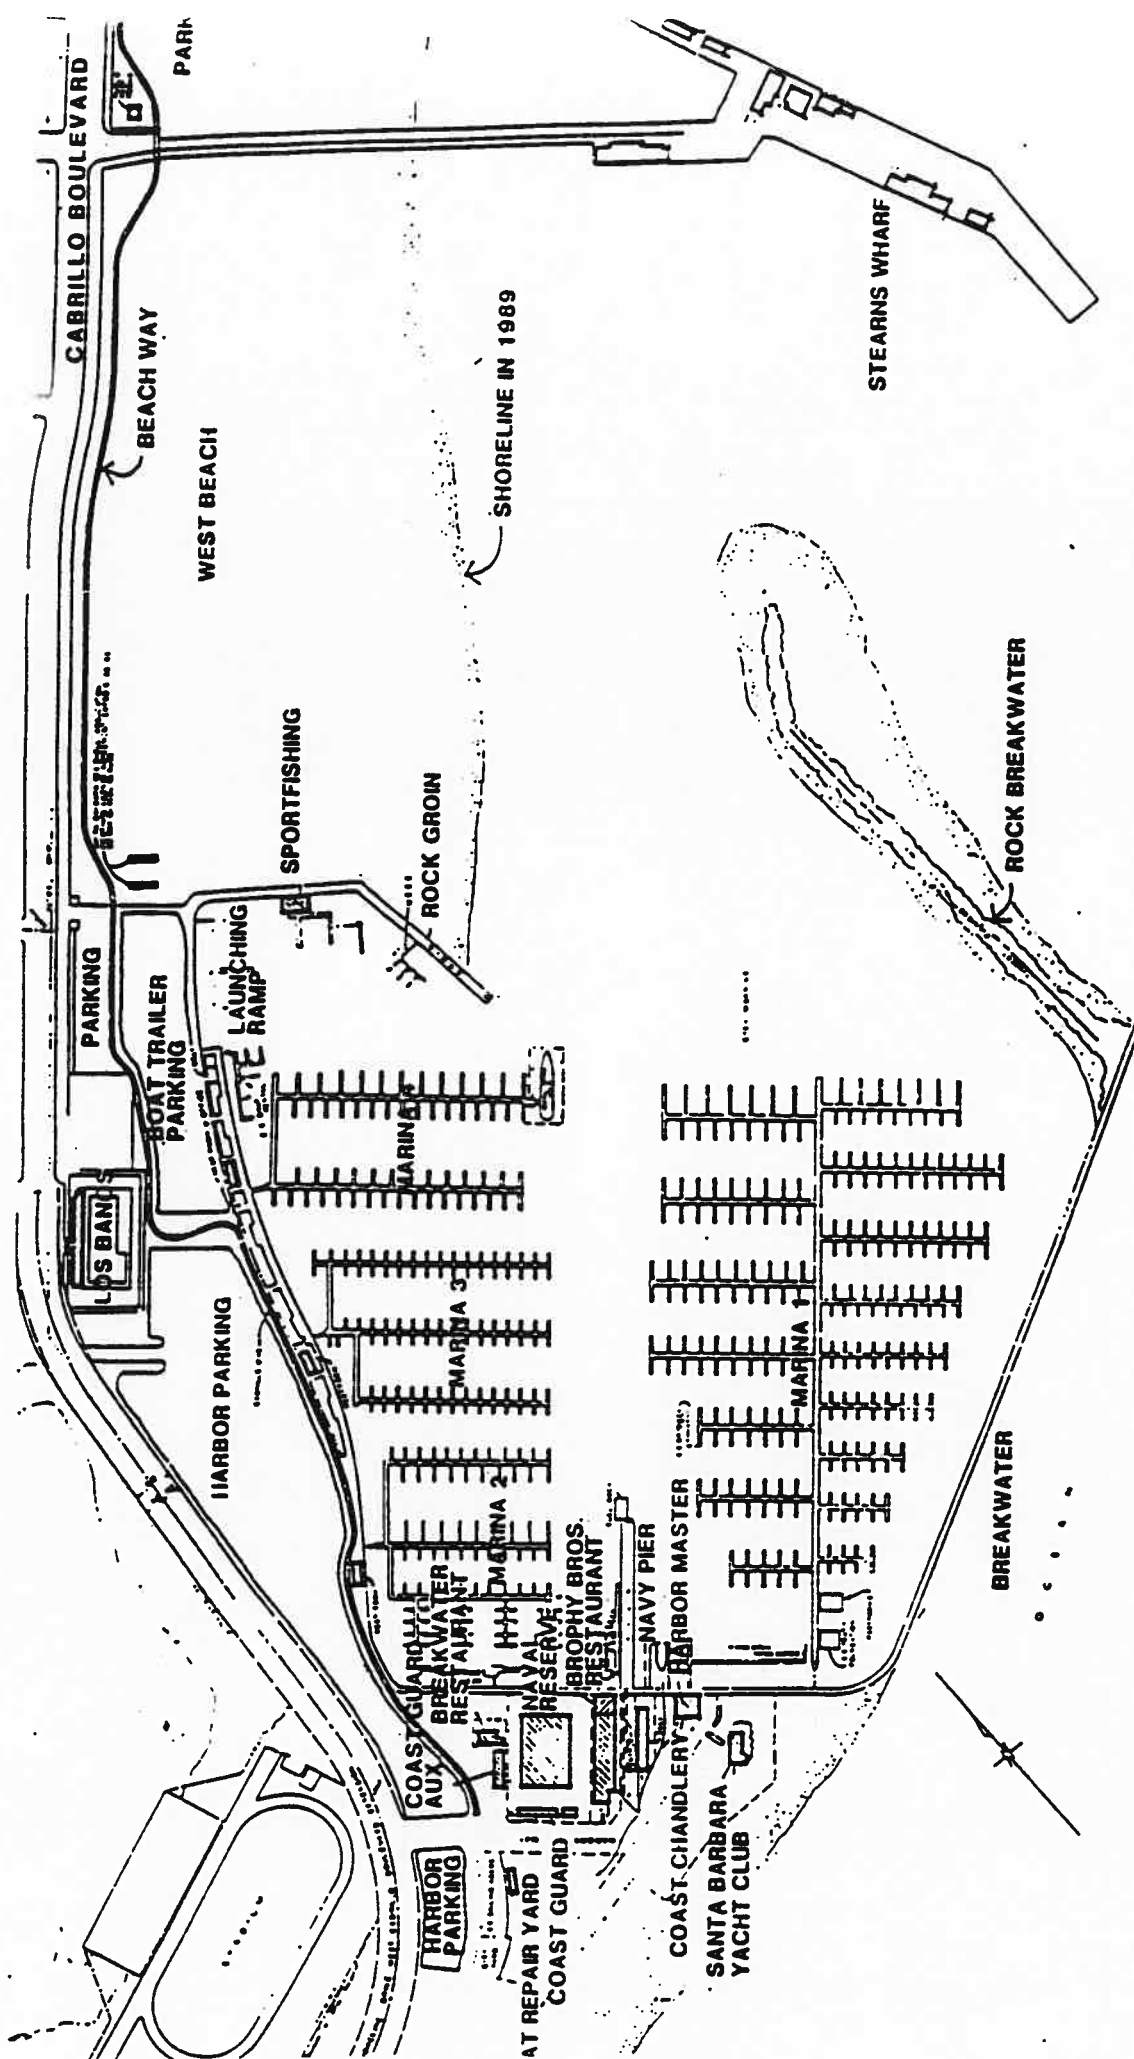 CABRILLO BOULEVARD
PARK
BEACH WAY
WEST BEACH
SHORELINE IN 1989
STEARNS WHARF
SPORTFISHING
ROCK GROIN
ROCK BREAKWATER
PARKING
BOAT TRAILER
PARKING
LAUNCHING
RAMP
LOS BANOS
HARBOR PARKING
MARINA 4
MARINA 3
MARINA 2
MARINA 1
BREAKWATER
COAST GUARD
AUX
BREAKWATER
RESTAURANT
NAVAL
RESERVE
BROPHY BROS.
RESTAURANT
NAVY PIER
HARBOR MASTER
HARBOR
PARKING
AT REPAIR YARD
COAST GUARD
COAST CHANDLERY
SANTA BARBARA
YACHT CLUB